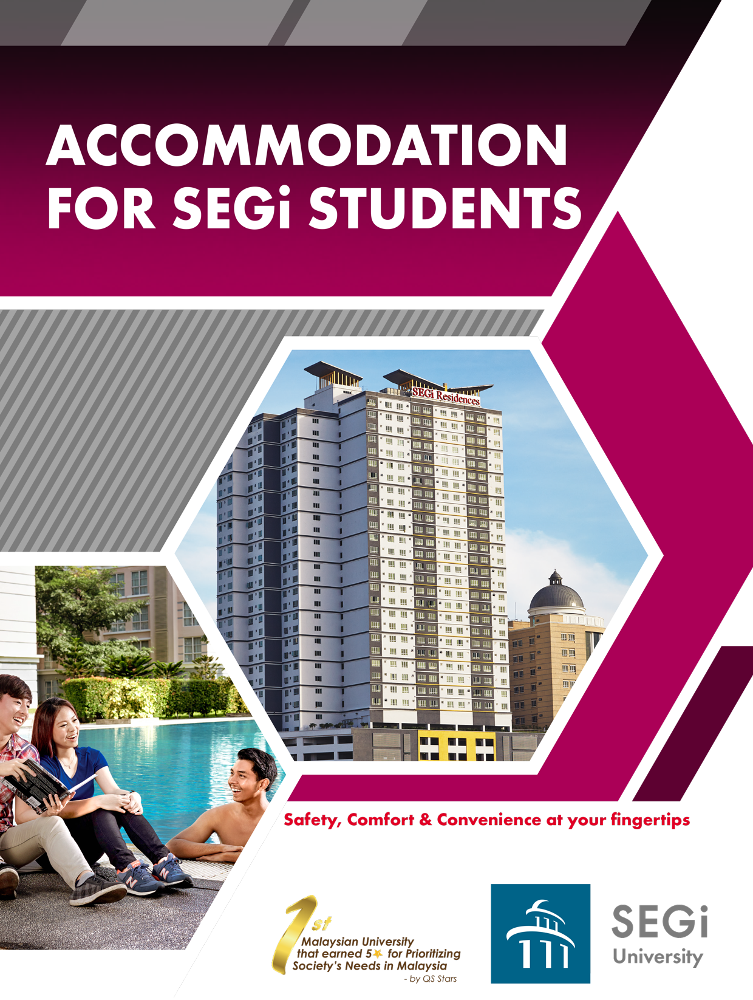 ACCOMMODATION
FOR SEGi STUDENTS
SEGi Residences
Safety, Comfort & Convenience at your fingertips
1st
Malaysian University
that earned 5★ for Prioritizing
Society's Needs in Malaysia
- by QS Stars
SEGi
University